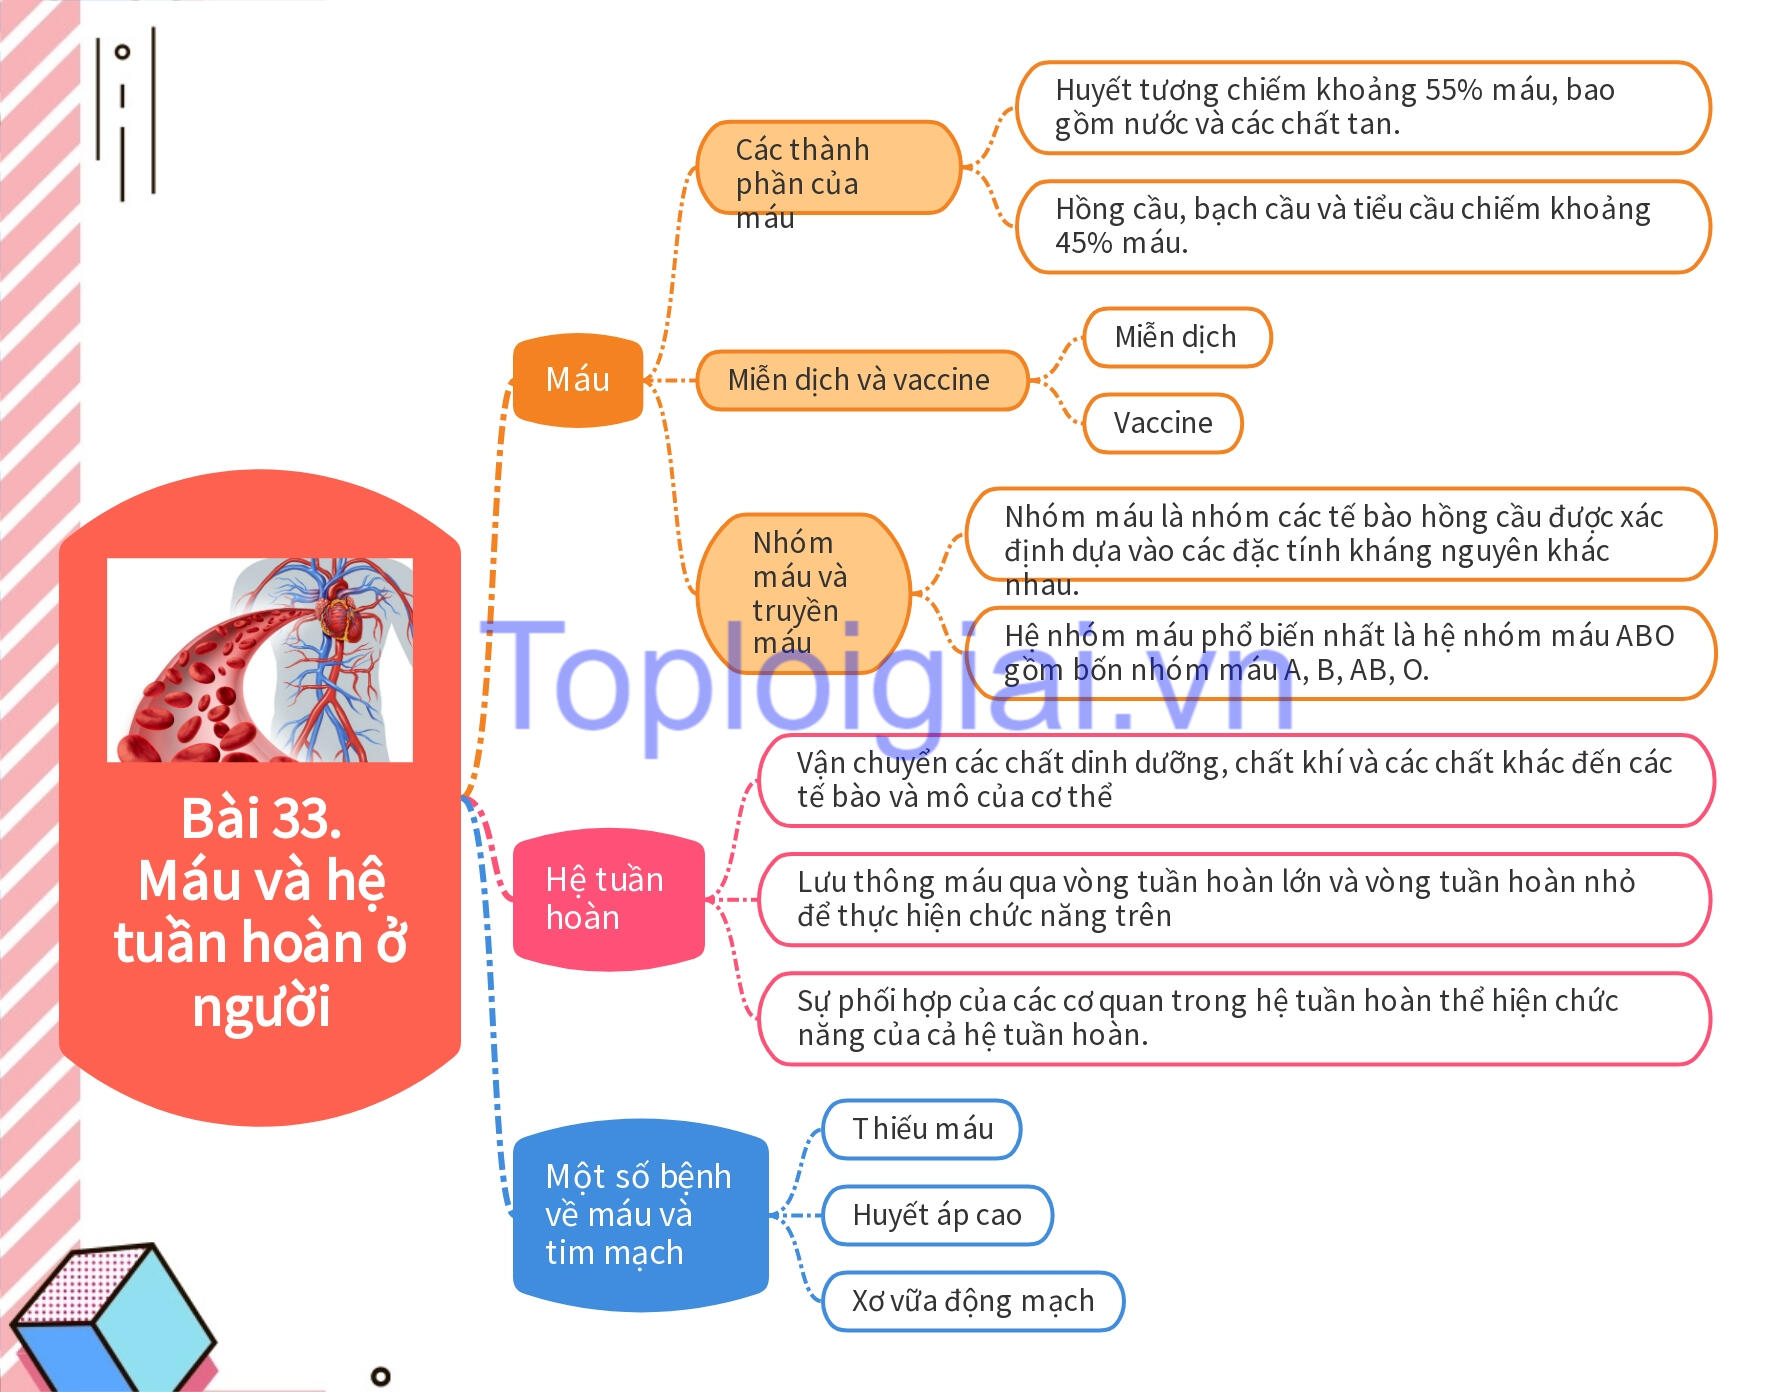 Bài 33.
Máu và hệ
tuần hoàn ở
người
Máu
Các thành
phần của
máu
Huyết tương chiếm khoảng 55% máu, bao
gồm nước và các chất tan.
Hồng cầu, bạch cầu và tiểu cầu chiếm khoảng
45% máu.
Miễn dịch và vaccine
Miễn dịch
Vaccine
Nhóm
máu và
truyền
máu
Nhóm máu là nhóm các tế bào hồng cầu được xác
định dựa vào các đặc tính kháng nguyên khác
nhau.
Hệ nhóm máu phổ biến nhất là hệ nhóm máu ABO
gồm bốn nhóm máu A, B, AB, O.
Toploigiai.vn
Hệ tuần
hoàn
Vận chuyển các chất dinh dưỡng, chất khí và các chất khác đến các
tế bào và mô của cơ thể
Lưu thông máu qua vòng tuần hoàn lớn và vòng tuần hoàn nhỏ
để thực hiện chức năng trên
Sự phối hợp của các cơ quan trong hệ tuần hoàn thể hiện chức
năng của cả hệ tuần hoàn.
Một số bệnh
về máu và
tim mạch
Thiếu máu
Huyết áp cao
Xơ vữa động mạch